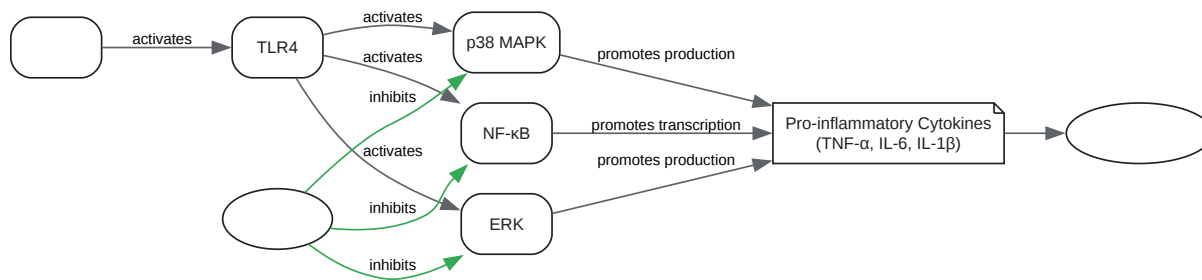 activates
TLR4
activates
p38 MAPK
activates
inhibits
NF-κB
activates
inhibits
ERK
inhibits
promotes production
promotes transcription
promotes production
Pro-inflammatory Cytokines
(TNF-α, IL-6, IL-1β)